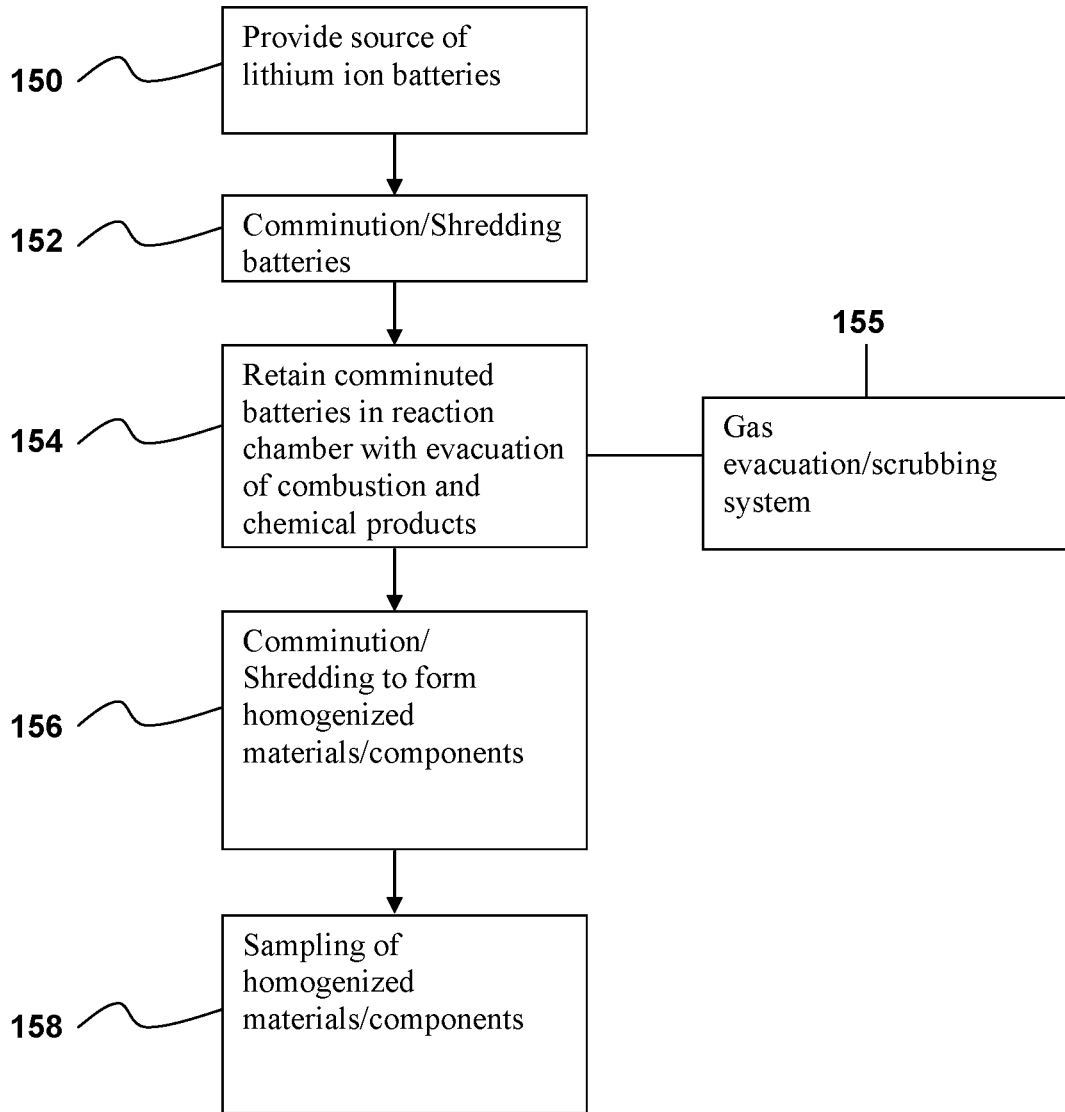 150
Provide source of
lithium ion batteries
152
Comminution/Shredding
batteries
154
Retain comminuted
batteries in reaction
chamber with evacuation
of combustion and
chemical products
155
Gas
evacuation/scrubbing
system
156
Comminution/
Shredding to form
homogenized
materials/components
158
Sampling of
homogenized
materials/components